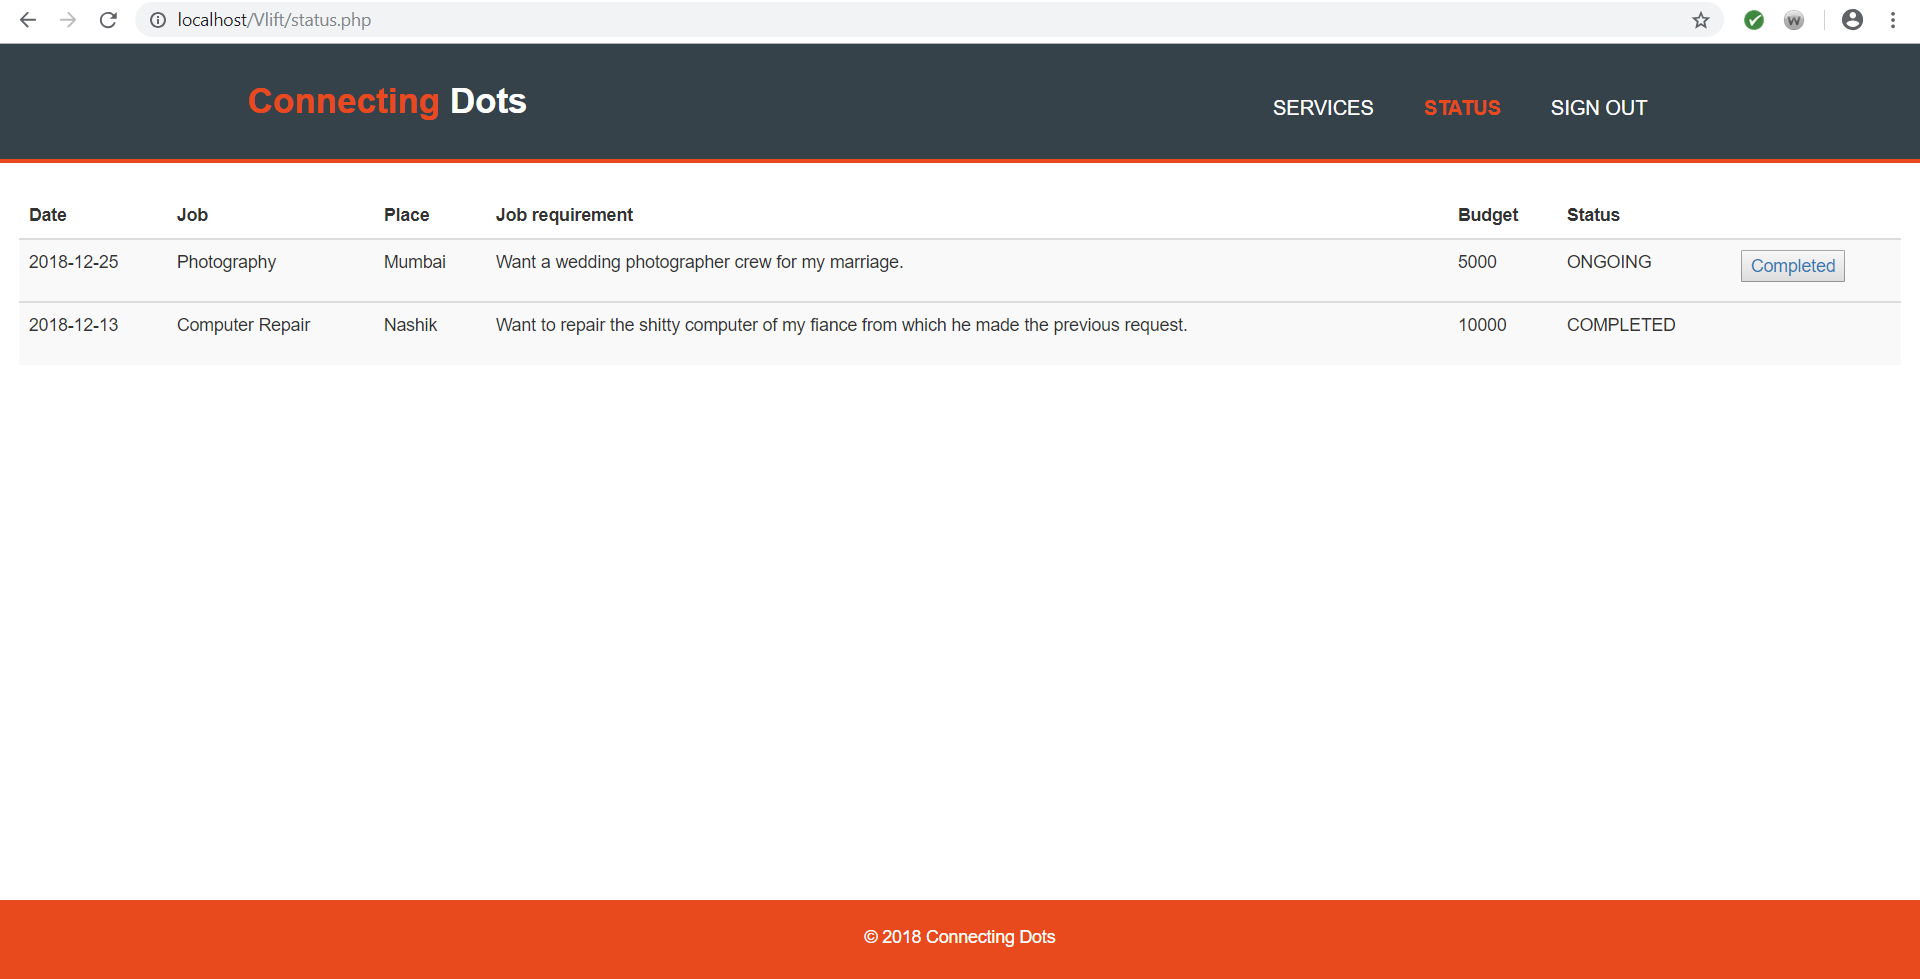 localhost/Vlift/status.php
Connecting Dots
SERVICES STATUS SIGN OUT
Date Job Place Job requirement Budget Status
2018-12-25 Photography Mumbai Want a wedding photographer crew for my marriage. 5000 ONGOING Completed
2018-12-13 Computer Repair Nashik Want to repair the shitty computer of my fiance from which he made the previous request. 10000 COMPLETED
© 2018 Connecting Dots